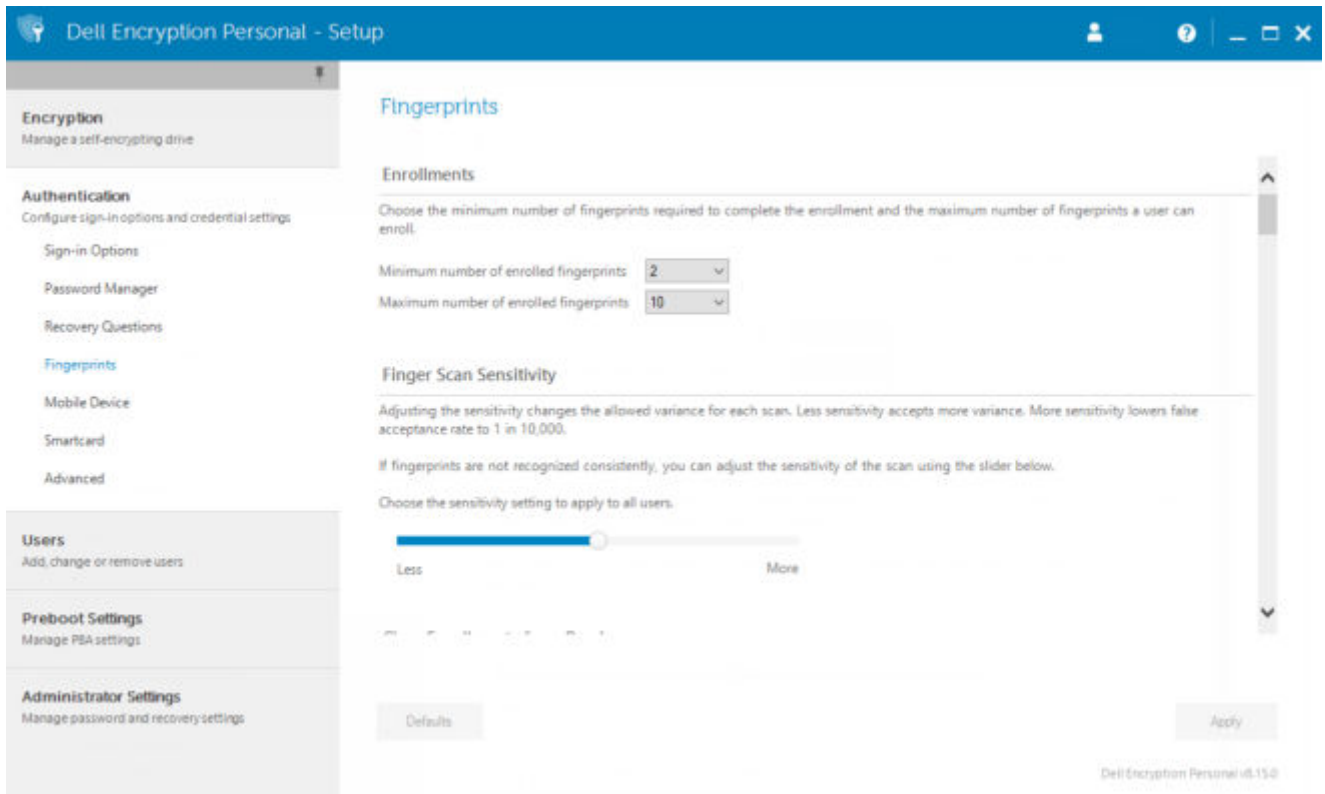 Dell Encryption Personal - Setup
Encryption
Manage a self-encrypting drive
Authentication
Configure sign-in options and credential settings
Sign-in Options
Password Manager
Recovery Questions
Fingerprints
Mobile Device
Smartcard
Advanced
Users
Add, change or remove users
Preboot Settings
Manage PBA settings
Administrator Settings
Manage password and recovery settings
Fingerprints
Enrollments
Choose the minimum number of fingerprints required to complete the enrollment and the maximum number of fingerprints a user can
enroll.
Minimum number of enrolled fingerprints 2
Maximum number of enrolled fingerprints 10
Finger Scan Sensitivity
Adjusting the sensitivity changes the allowed variance for each scan. Less sensitivity accepts more variance. More sensitivity lowers false
acceptance rate to 1 in 10,000.
If fingerprints are not recognized consistently, you can adjust the sensitivity of the scan using the slider below.
Choose the sensitivity setting to apply to all users.
Less More
Defaults Apply
Dell Encryption Personal v8.15.0